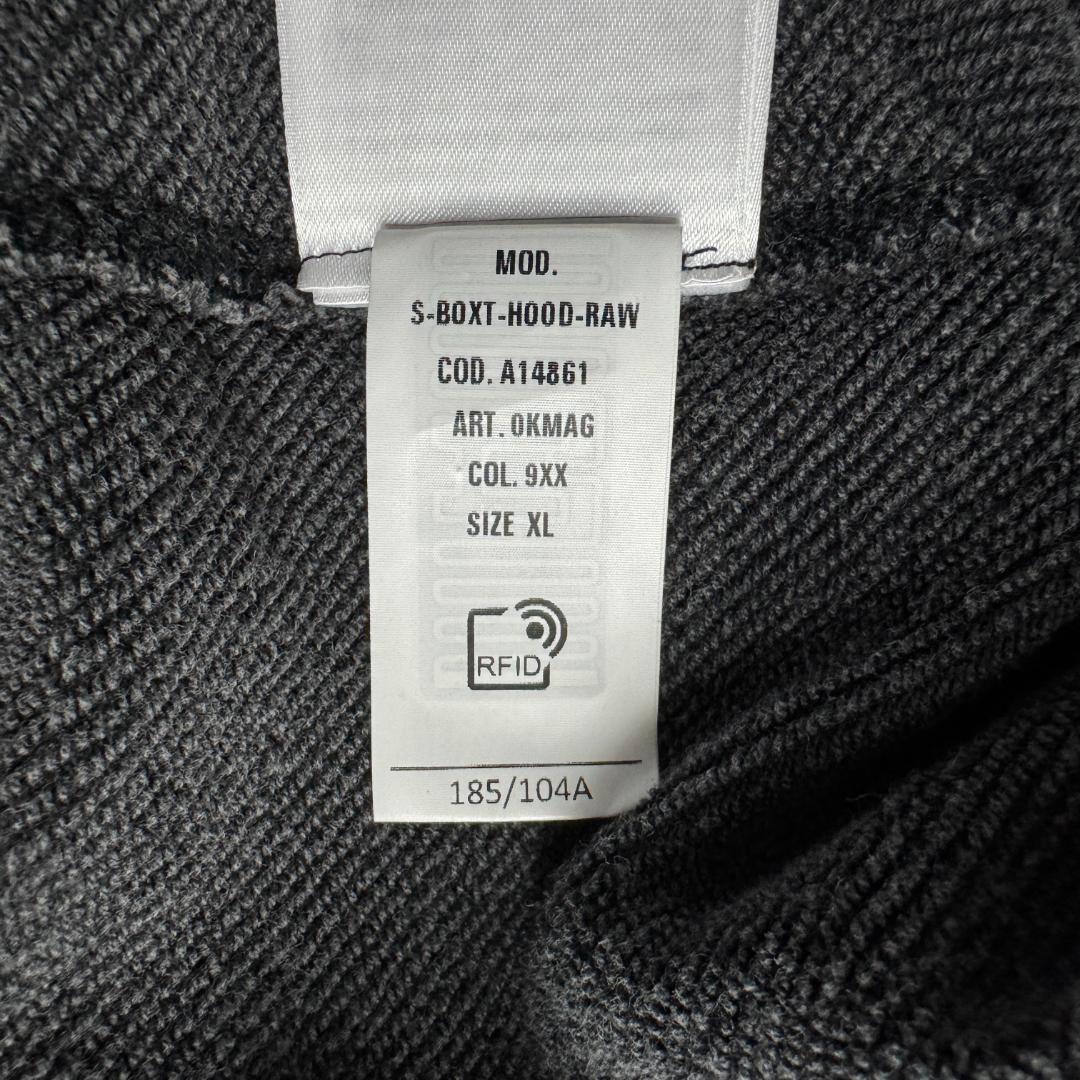 MOD.
S-BOXT-HOOD-RAW
COD. A14861
ART. 0KMAG
COL. 9XX
SIZE XL
RFID
185/104A